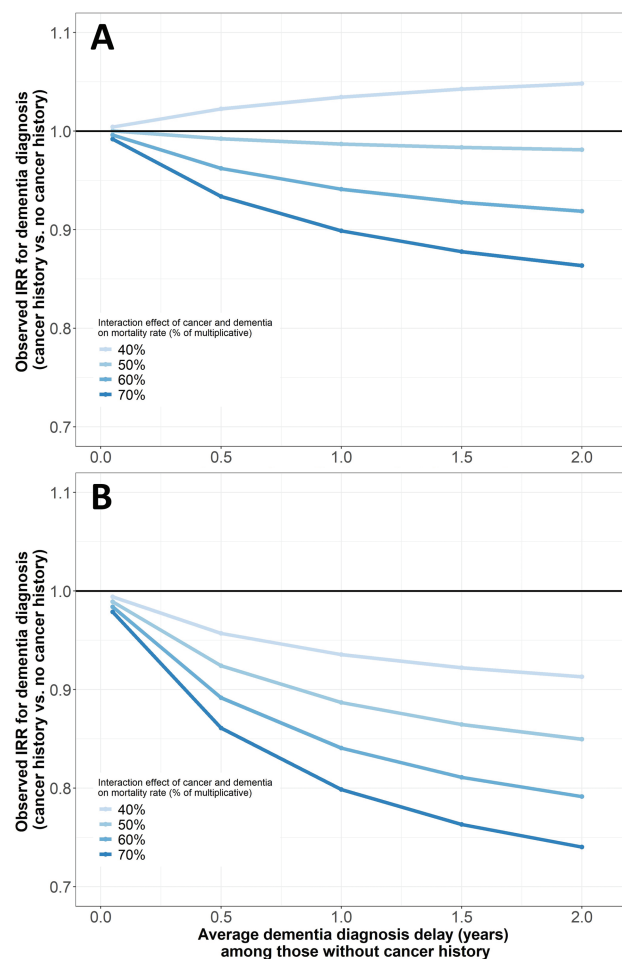 A
Observed IRR for dementia diagnosis
(cancer history vs. no cancer history)
1.1
1.0
0.9
0.8
0.7
Interaction effect of cancer and dementia
on mortality rate (% of multiplicative)
40%
50%
60%
70%
0.0 0.5 1.0 1.5 2.0
B
Observed IRR for dementia diagnosis
(cancer history vs. no cancer history)
1.1
1.0
0.9
0.8
0.7
Interaction effect of cancer and dementia
on mortality rate (% of multiplicative)
40%
50%
60%
70%
0.0 0.5 1.0 1.5 2.0
Average dementia diagnosis delay (years)
among those without cancer history